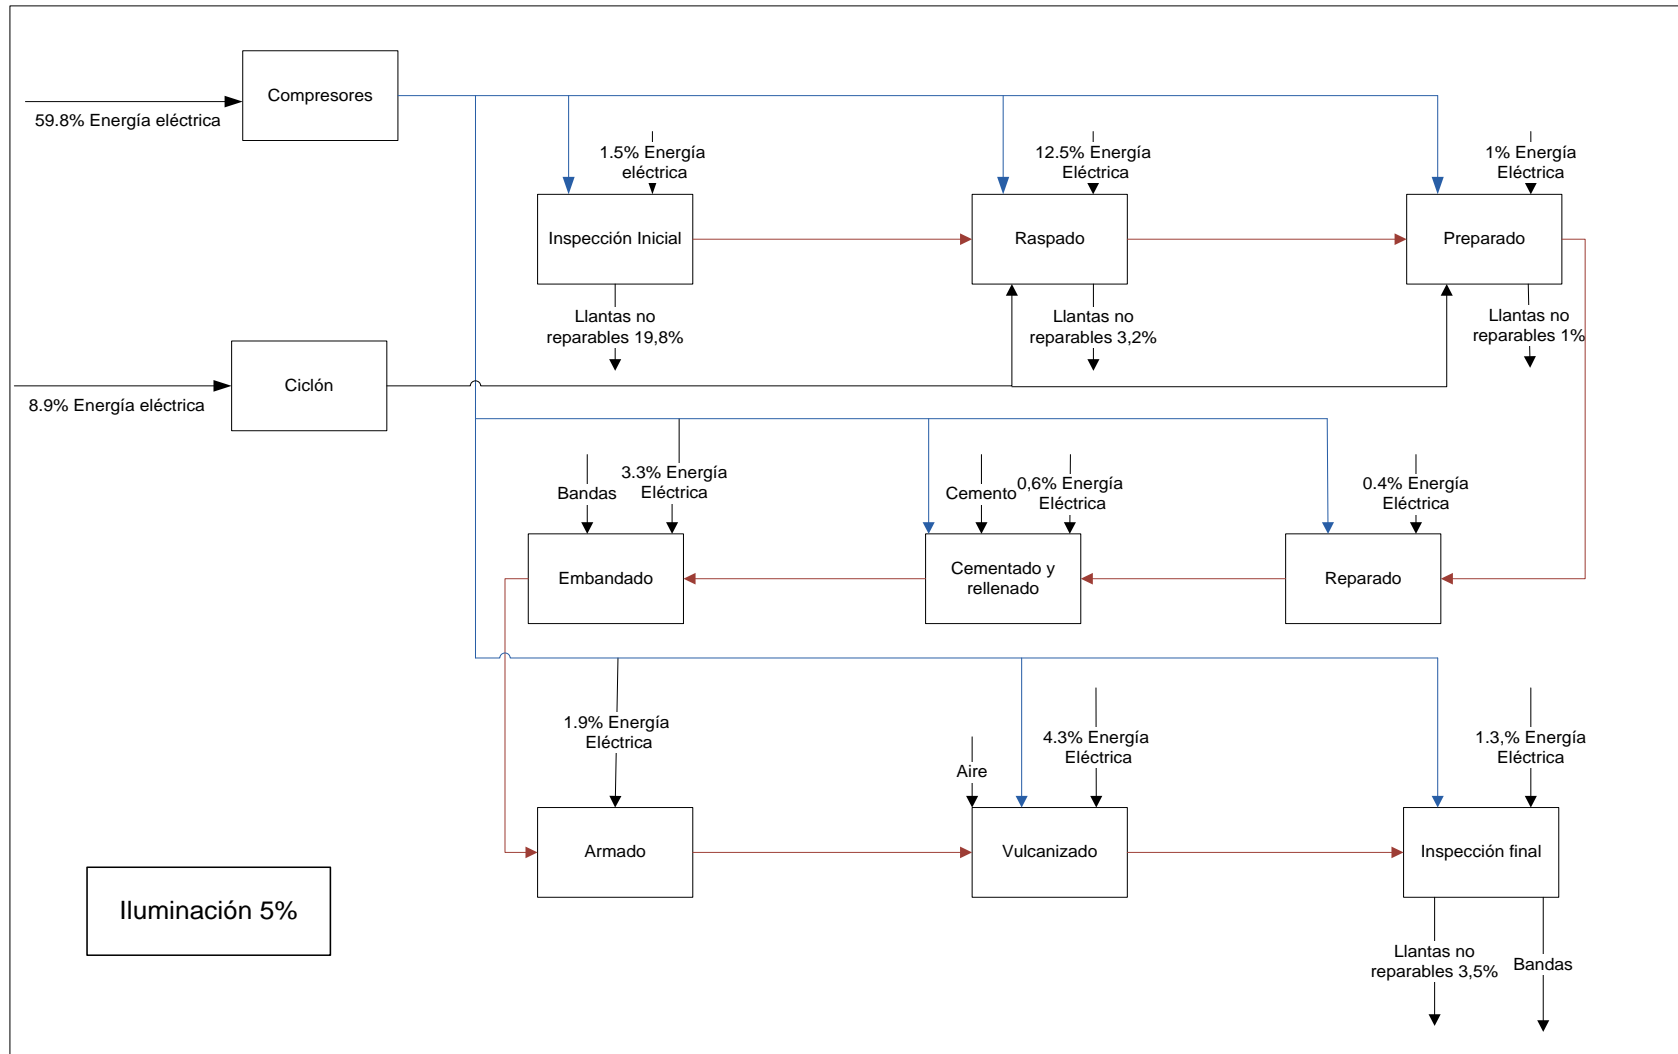 Compresores
59.8% Energía eléctrica
1.5% Energía
eléctrica
12.5% Energía
Eléctrica
1% Energía
Eléctrica
Inspección Inicial
Raspado
Preparado
Llantas no
reparables 19,8%
Llantas no
reparables 3,2%
Llantas no
reparables 1%
Ciclón
8.9% Energía eléctrica
Bandas
3.3% Energía
Eléctrica
Cemento
0,6% Energía
Eléctrica
0.4% Energía
Eléctrica
Embandado
Cementado y
rellenado
Reparado
1.9% Energía
Eléctrica
Aire
4.3% Energía
Eléctrica
1.3,% Energía
Eléctrica
Armado
Vulcanizado
Inspección final
Iluminación 5%
Llantas no
reparables 3,5%
Bandas